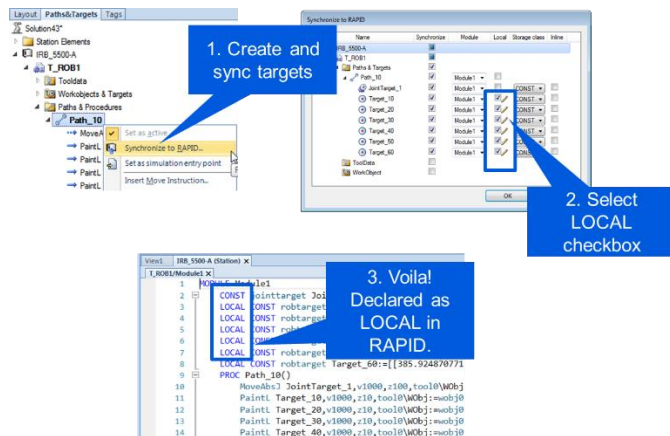 Layout Paths&Targets Tags
Solution43*
Station Elements
IRB_5500-A
T_ROB1
Tooldata
Workobjects & Targets
Paths & Procedures
Path_10
MoveA
PaintL
PaintL
PaintL
PaintL
Set as active
Synchronize to RAPID...
Set as simulation entry point
Insert Move Instruction...
1. Create and
sync targets
Synchronize to RAPID
Name Synchronize Module Local Storage class Inline
IRB_5500-A
T_ROB1
Paths & Targets
Path_10 Module1
JointTarget_1 CONST
Target_10 Module1 CONST
Target_20 Module1 CONST
Target_30 Module1 CONST
Target_40 Module1 CONST
Target_50 Module1
Target_60 Module1
ToolData
WorkObject
OK
2. Select
LOCAL
checkbox
View1 IRB_5500-A (Station) X
T_ROB1/Module1 X
1 MODULE Module1
2 CONST jointtarget Joi
3 LOCAL CONST robtarget
4 LOCAL CONST robtarget
5 LOCAL CONST robtarget
6 LOCAL CONST robtarget
7 LOCAL CONST robtarget
8 LOCAL CONST robtarget Target_60:=[[385.924870771
9 PROC Path_10()
10 MoveAbsJ JointTarget_1,v1000,z100,tool0\WObj
11 PaintL Target_10,v1000,z10,tool0\WObj:=wobj0
12 PaintL Target_20,v1000,z10,tool0\WObj:=wobj0
13 PaintL Target_30,v1000,z10,tool0\WObj:=wobj0
14 PaintL Target_40,v1000,z10,tool0\WObj:=wobj0
3. Voila!
Declared as
LOCAL in
RAPID.